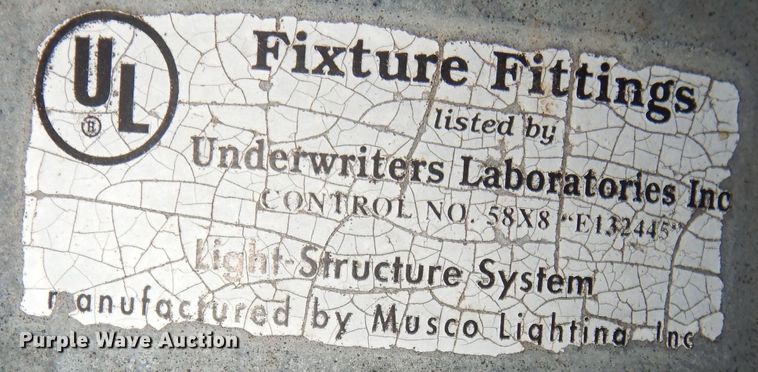 UL
®
Fixture Fittings
listed by
Underwriters Laboratories Inc
CONTROL NO. 58X8 "E132445"
Light-Structure System
manufactured by Musco Lighting, Inc
Purple Wave Auction